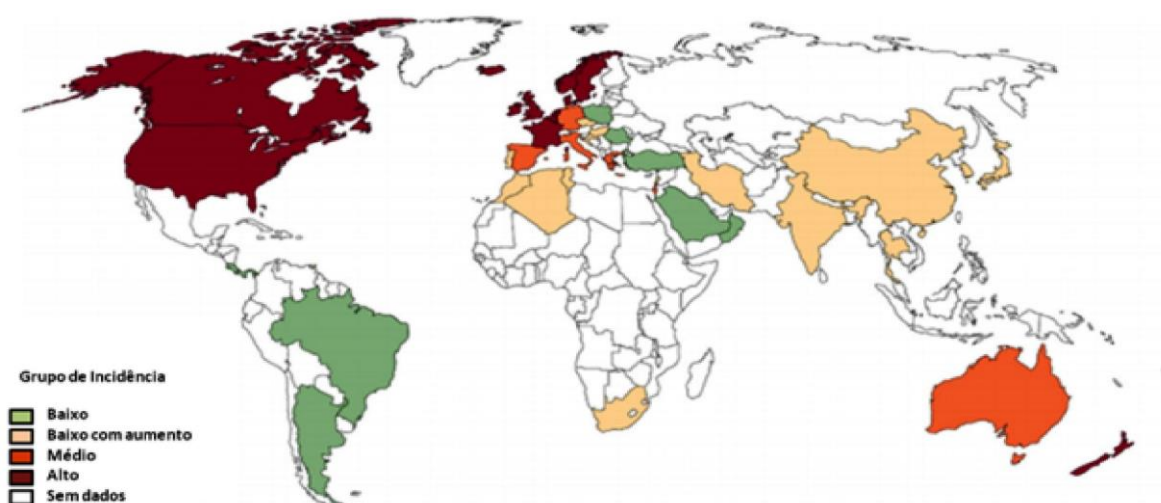 Grupo de Incidência
Baixo
Baixo com aumento
Médio
Alto
Sem dados